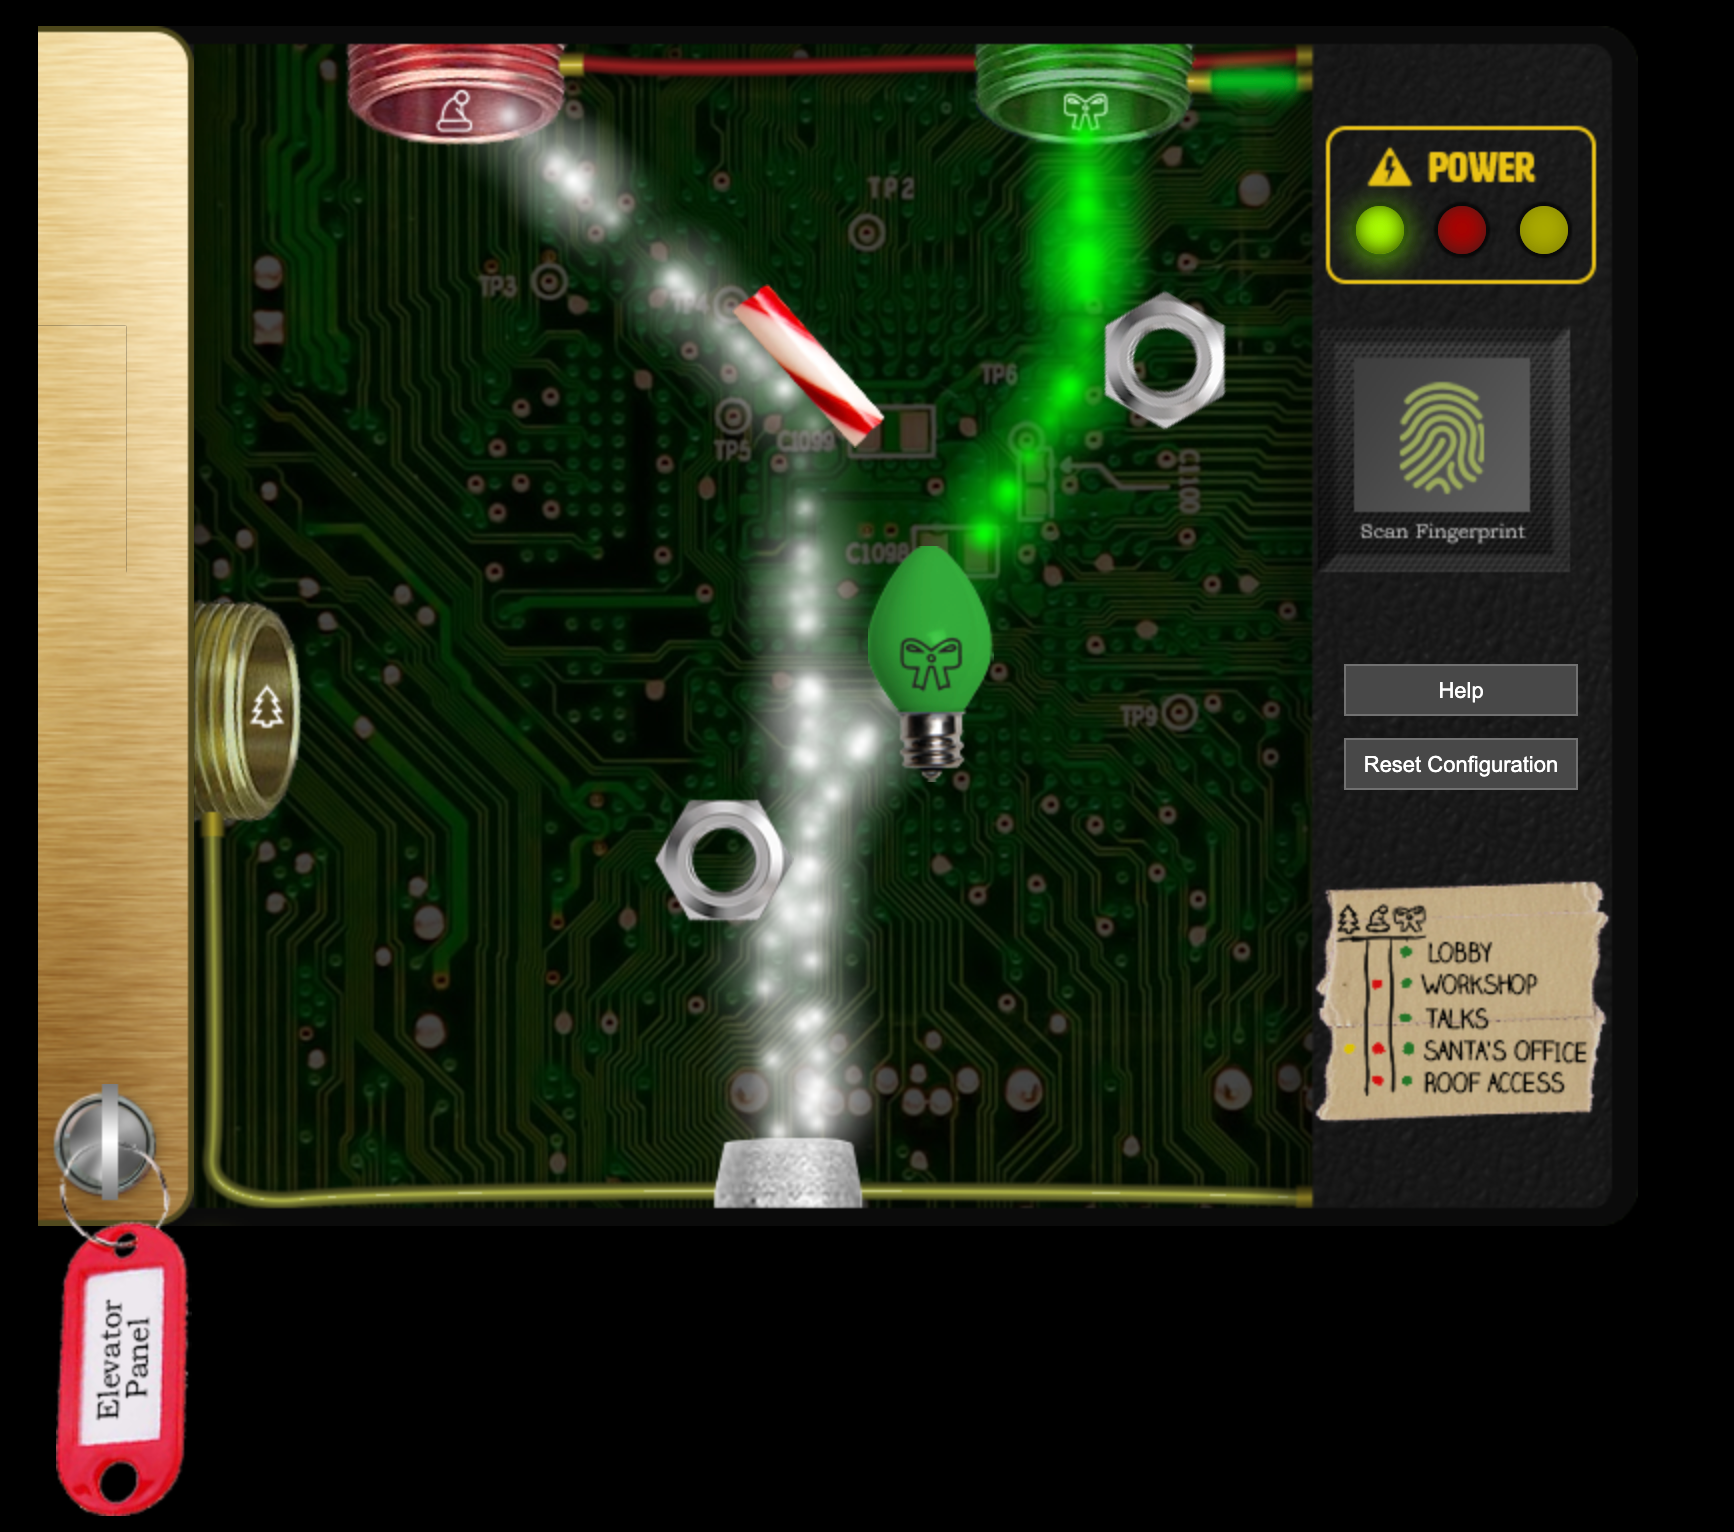 POWER
TP2
TP3
TP4
TP6
TP5
C1099
C1100
Scan Fingerprint
C1098
Help
TP9
Reset Configuration
LOBBY
WORKSHOP
TALKS
SANTA'S OFFICE
ROOF ACCESS
Elevator
Panel